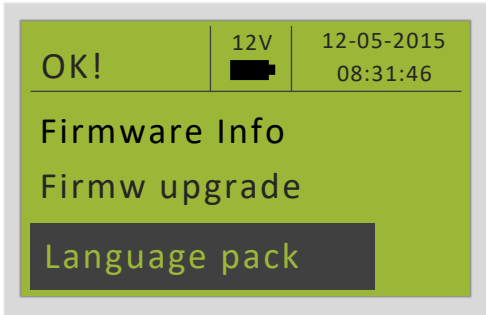 OK!
12V
12-05-2015
08:31:46
Firmware Info
Firmw upgrade
Language pack